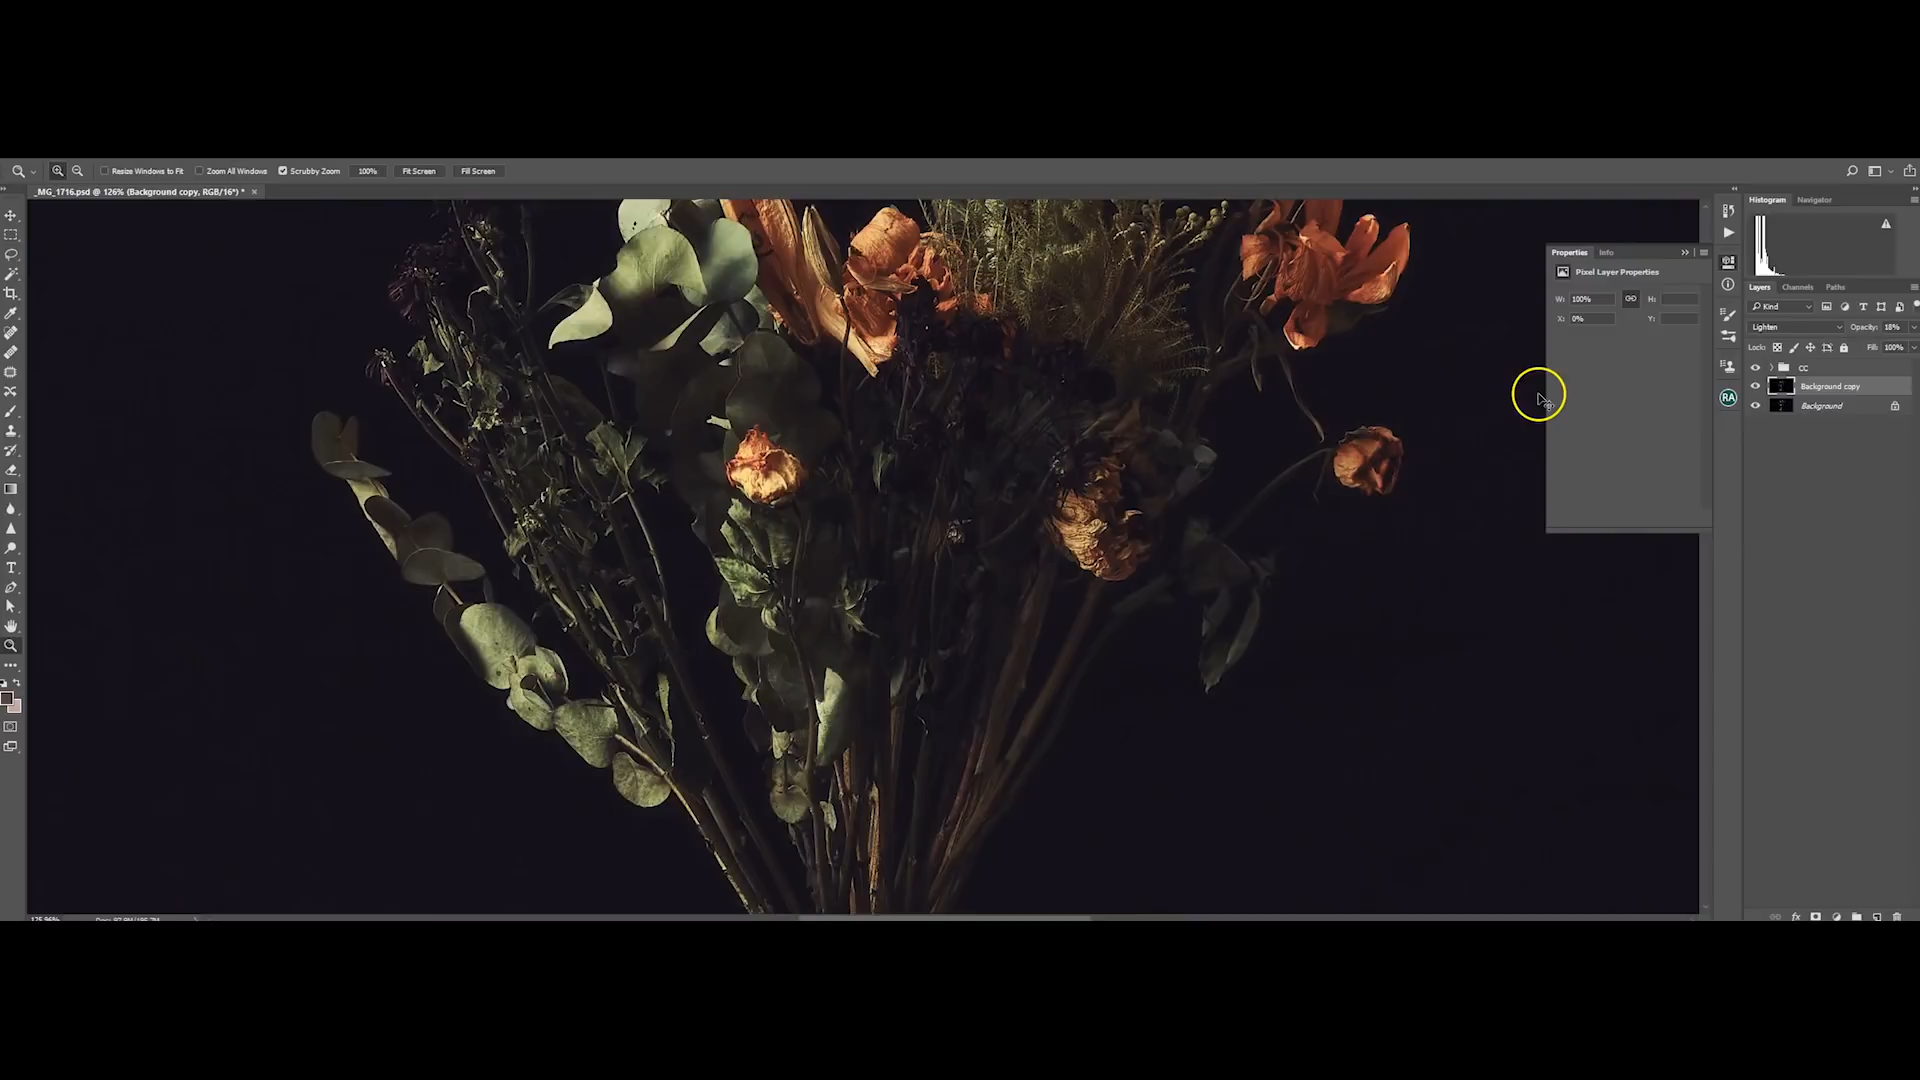 Resize Windows to Fit Zoom All Windows Scrubby Zoom 100% Fit Screen Fill Screen
_MG_1716.psd @ 126% (Background copy, RGB/16*) *
Histogram Navigator
Properties Info
Pixel Layer Properties
W: 100% H:
X: 0% Y:
Layers Channels Paths
Kind
Lighten Opacity: 18%
Lock: Fill: 100%
CC
Background copy
Background
RA
T
fx